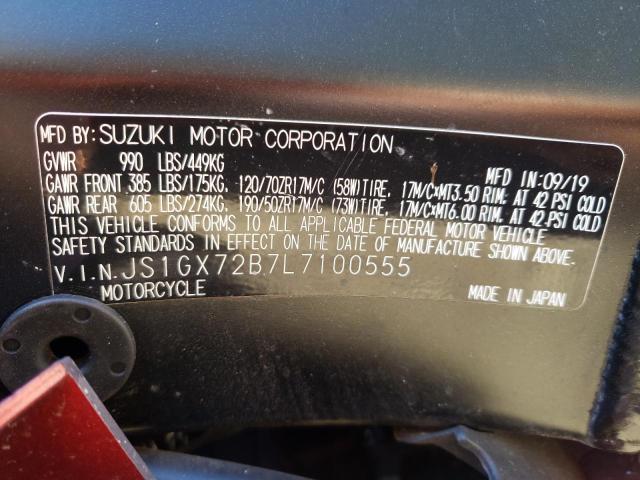 MFD BY: SUZUKI MOTOR CORPORATION
GVWR 990 LBS/449KG MFD IN: 09/19
GAWR FRONT 385 LBS/175KG, 120/70ZR17M/C (58W)TIRE, 17M/C×MT3.50 RIM. AT 42 PSI COLD
GAWR REAR 605 LBS/274KG, 190/50ZR17M/C (73W)TIRE, 17M/C×MT6.00 RIM. AT 42 PSI COLD
THIS VEHICLE CONFORMS TO ALL APPLICABLE FEDERAL MOTOR VEHICLE
SAFETY STANDARDS IN EFFECT ON THE DATE OF MANUFACTURE SHOWN ABOVE.
V.I.N. JS1GX72B7L7100555
MOTORCYCLE MADE IN JAPAN